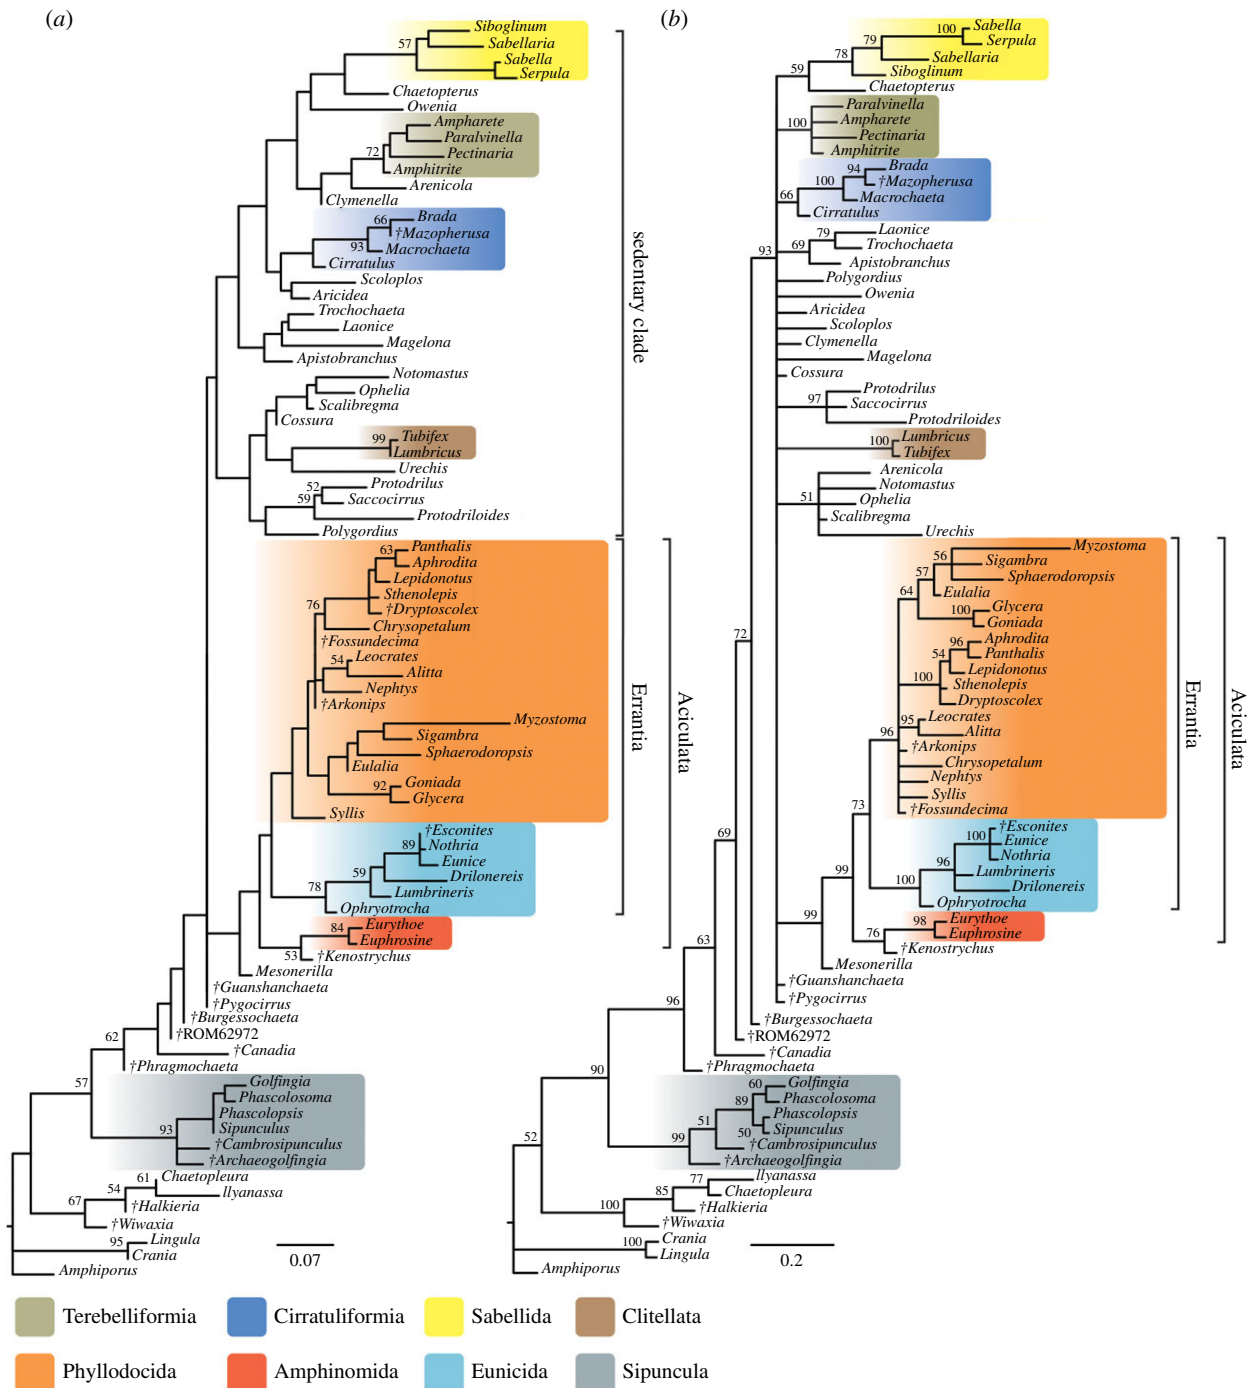 (a)
Siboglinum
57
Sabellaria
Sabella
Serpula
Chaetopterus
Owenia
Ampharete
Paralvinella
72
Pectinaria
Amphitrite
Arenicola
Clymenella
66
Brada
†Mazopherusa
93
Macrochaeta
Cirratulus
Scoloplos
Aricidea
Trochochaeta
Laonice
Magelona
Apistobranchus
Notomastus
Ophelia
Scalibregma
Cossura
99
Tubifex
Lumbricus
Urechis
52
Protodrilus
59
Saccocirrus
Protodriloides
Polygordius
sedentary clade
63
Panthalis
Aphrodita
Lepidonotus
76
Sthenolepis
†Dryptoscolex
Chrysopetalum
†Fossundecima
54
Leocrates
Alitta
Nephtys
†Arkonips
Myzostoma
Sigambra
Sphaerodoropsis
Eulalia
92
Goniada
Glycera
Syllis
†Esconites
89
Nothria
Eunice
59
Drilonereis
78
Lumbrineris
Ophryotrocha
Errantia
84
Eurythoe
Euphrosine
53
†Kenostrychus
Aciculata
Mesonerilla
†Guanshanchaeta
†Pygocirrus
†Burgessochaeta
†ROM62972
62
†Canadia
†Phragmochaeta
57
Golfingia
Phascolosoma
Phascolopsis
93
Sipunculus
†Cambrosipunculus
†Archaeogolfingia
61
Chaetopleura
54
llyanassa
67
†Halkieria
†Wiwaxia
95
Lingula
Crania
Amphiporus
0.07
(b)
100
Sabella
79
Serpula
78
Sabellaria
59
Siboglinum
Chaetopterus
Paralvinella
100
Ampharete
Pectinaria
Amphitrite
94
Brada
100
†Mazopherusa
66
Macrochaeta
Cirratulus
79
Laonice
69
Trochochaeta
93
Apistobranchus
Polygordius
Owenia
Aricidea
Scoloplos
Clymenella
Magelona
Cossura
Protodrilus
97
Saccocirrus
Protodriloides
100
Lumbricus
Tubifex
Arenicola
Notomastus
51
Ophelia
Scalibregma
Urechis
Myzostoma
56
Sigambra
57
Sphaerodoropsis
64
Eulalia
100
Glycera
Goniada
72
96
Aphrodita
54
Panthalis
Lepidonotus
100
Sthenolepis
Dryptoscolex
95
Leocrates
96
Alitta
†Arkonips
Chrysopetalum
Nephtys
Syllis
†Fossundecima
73
100
†Esconites
Eunice
Nothria
96
Lumbrineris
100
Drilonereis
Ophryotrocha
Errantia
69
99
98
Eurythoe
99
76
Euphrosine
†Kenostrychus
Aciculata
63
Mesonerilla
†Guanshanchaeta
96
†Pygocirrus
†Burgessochaeta
†ROM62972
†Canadia
†Phragmochaeta
90
60
Golfingia
89
Phascolosoma
51
Phascolopsis
50
Sipunculus
99
†Cambrosipunculus
†Archaeogolfingia
52
77
llyanassa
85
Chaetopleura
100
†Halkieria
†Wiwaxia
100
Crania
Lingula
Amphiporus
0.2
Terebelliformia
Cirratuliformia
Sabellida
Clitellata
Phyllodocida
Amphinomida
Eunicida
Sipuncula